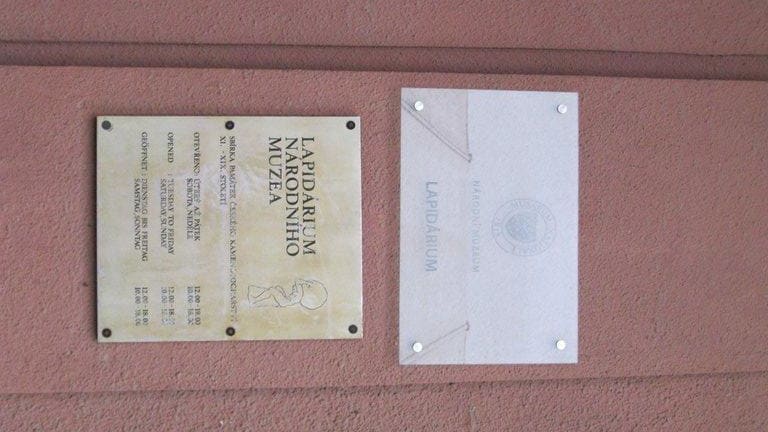 NÁRODNÍ MUZEUM
LAPIDÁRIUM
LAPIDÁRIUM
NÁRODNÍHO
MUZEA
SBÍRKA PAMÁTEK ČESKÉHO KAMENOSOCHAŘSTVÍ
XI. - XIX. STOLETÍ
OTEVŘENO: ÚTERÝ AŽ PÁTEK 12.00 - 18.00
SOBOTA, NEDĚLE 10.00 - 18.00
OPENED : TUESDAY TO FRIDAY 12.00 - 18.00
SATURDAY SUNDAY 10.00 - 18.00
GEÖFFNET : DIENSTAG BIS FREITAG 12.00 - 18.00
SAMSTAG, SONNTAG 10.00 - 18.00